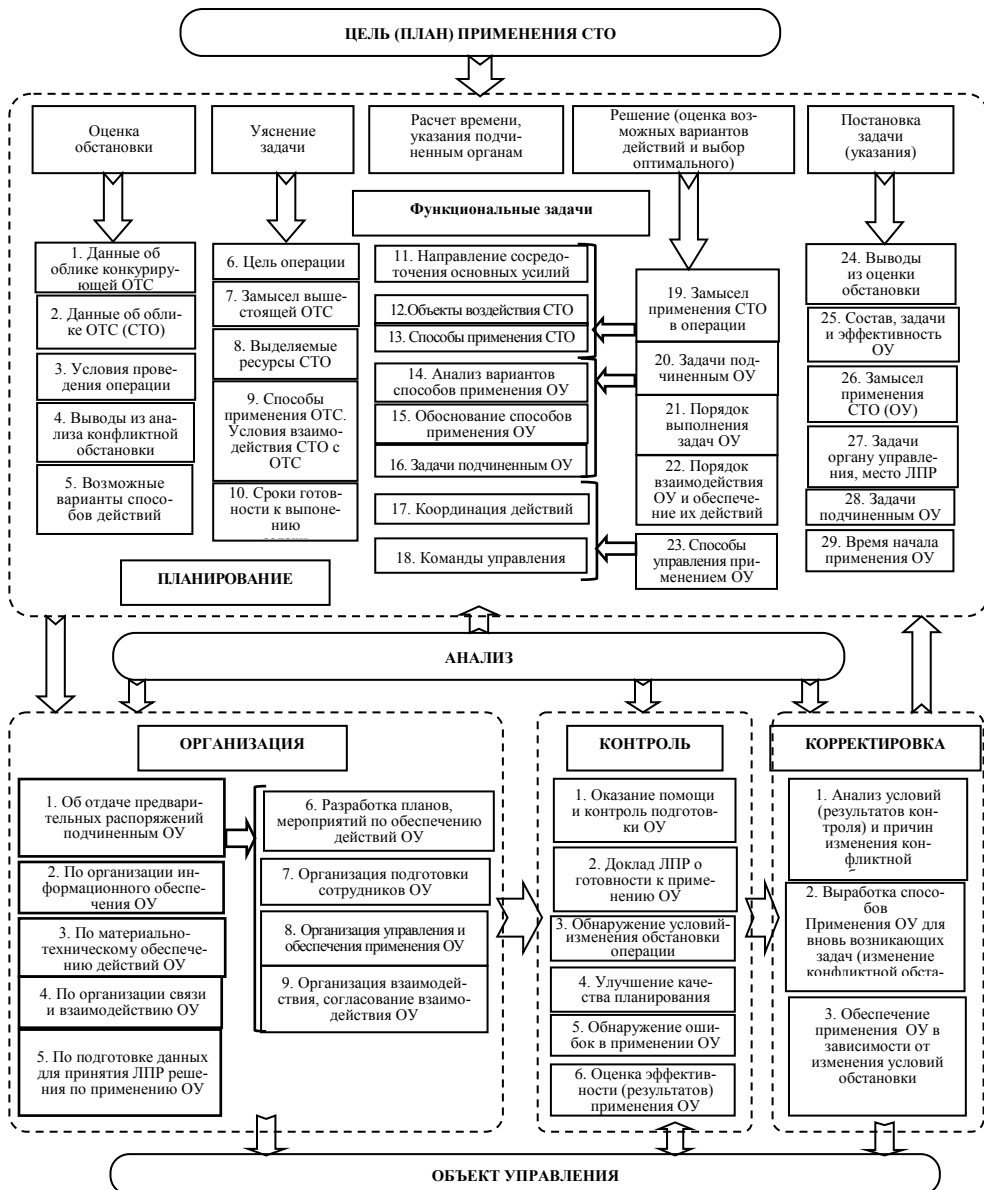 ЦЕЛЬ (ПЛАН) ПРИМЕНЕНИЯ СТО
Оценка
обстановки
Уяснение
задачи
Расчет времени,
указания подчи-
ненным органам
Решение (оценка воз-
можных вариантов
действий и выбор
оптимального)
Постановка
задачи
(указания)
Функциональные задачи
1. Данные об
облике конкурирую-
щей ОТС
2. Данные об обли-
ке ОТС (СТО)
3. Условия прове-
дения операции
4. Выводы из ана-
лиза конфликтной
обстановки
5. Возможные
варианты спосо-
бов действий
6. Цель операции
7. Замысел выше-
стоящей ОТС
8. Выделяемые
ресурсы СТО
9. Способы
применения ОТС.
Условия взаимо-
действия СТО с
ОТС
10. Сроки готов-
ности к выпонению
11. Направление сосредо-
точения основных усилий
12.Объекты воздействия СТО
13. Способы применения СТО
14. Анализ вариантов
способов применения ОУ
15. Обоснование способов
применения ОУ
16. Задачи подчиненным ОУ
17. Координация действий
18. Команды управления
19. Замысел
применения СТО
в операции
20. Задачи под-
чиненным ОУ
21. Порядок
выполнения
задач ОУ
22. Порядок
взаимодействия
ОУ и обеспече-
ние их действий
23. Способы
управления при-
менением ОУ
24. Выводы
из оценки
обстановки
25. Состав, задачи
и эффективность
ОУ
26. Замысел
применения
СТО (ОУ)
27. Задачи
органу управле-
ния, место ЛПР
28. Задачи
подчиненным ОУ
29. Время начала
применения ОУ
ПЛАНИРОВАНИЕ
АНАЛИЗ
ОРГАНИЗАЦИЯ
1. Об отдаче предвари-
тельных распоряжений
подчиненным ОУ
2. По организации ин-
формационного обеспе-
чения ОУ
3. По материально-
техническому обеспече-
нию действий ОУ
4. По организации связи
и взаимодействию ОУ
5. По подготовке данных
для принятия ЛПР реше-
ния по применению ОУ
6. Разработка планов,
мероприятий по обеспечению
действий ОУ
7. Организация подготовки
сотрудников ОУ
8. Организация управления и
обеспечения применения ОУ
9. Организация взаимодей-
ствия, согласование взаимо-
действия ОУ
КОНТРОЛЬ
1. Оказание помощи
и контроль подготов-
ки ОУ
2. Доклад ЛПР о
готовности к приме-
нению ОУ
3. Обнаружение условий-
изменения обстановки
операции
4. Улучшение каче-
ства планирования
5. Обнаружение оши-
бок в применении ОУ
6. Оценка эффектив-
ности (результатов)
применения ОУ
КОРРЕКТИРОВКА
1. Анализ условий
(результатов кон-
троля) и причин
изменения кон-
фликтной
2. Выработка спосо-
бов
Применения ОУ для
вновь возникающих
задач (изменение
конфликтной обста-
3. Обеспечение
применения ОУ в
зависимости от
изменения условий
обстановки
ОБЪЕКТ УПРАВЛЕНИЯ